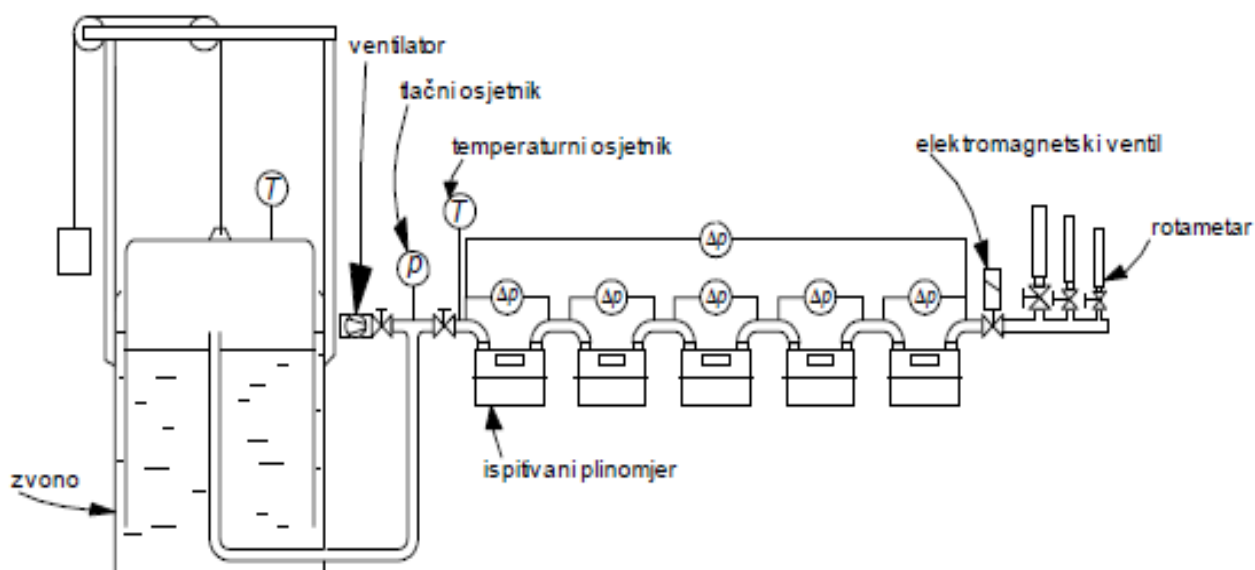 ventilator
tlačni osjetnik
temperaturni osjetnik
elektromagnetski ventil
T
T
Δp
rotametar
p
Δp
Δp
Δp
Δp
Δp
ispitivani plinomjer
zvono